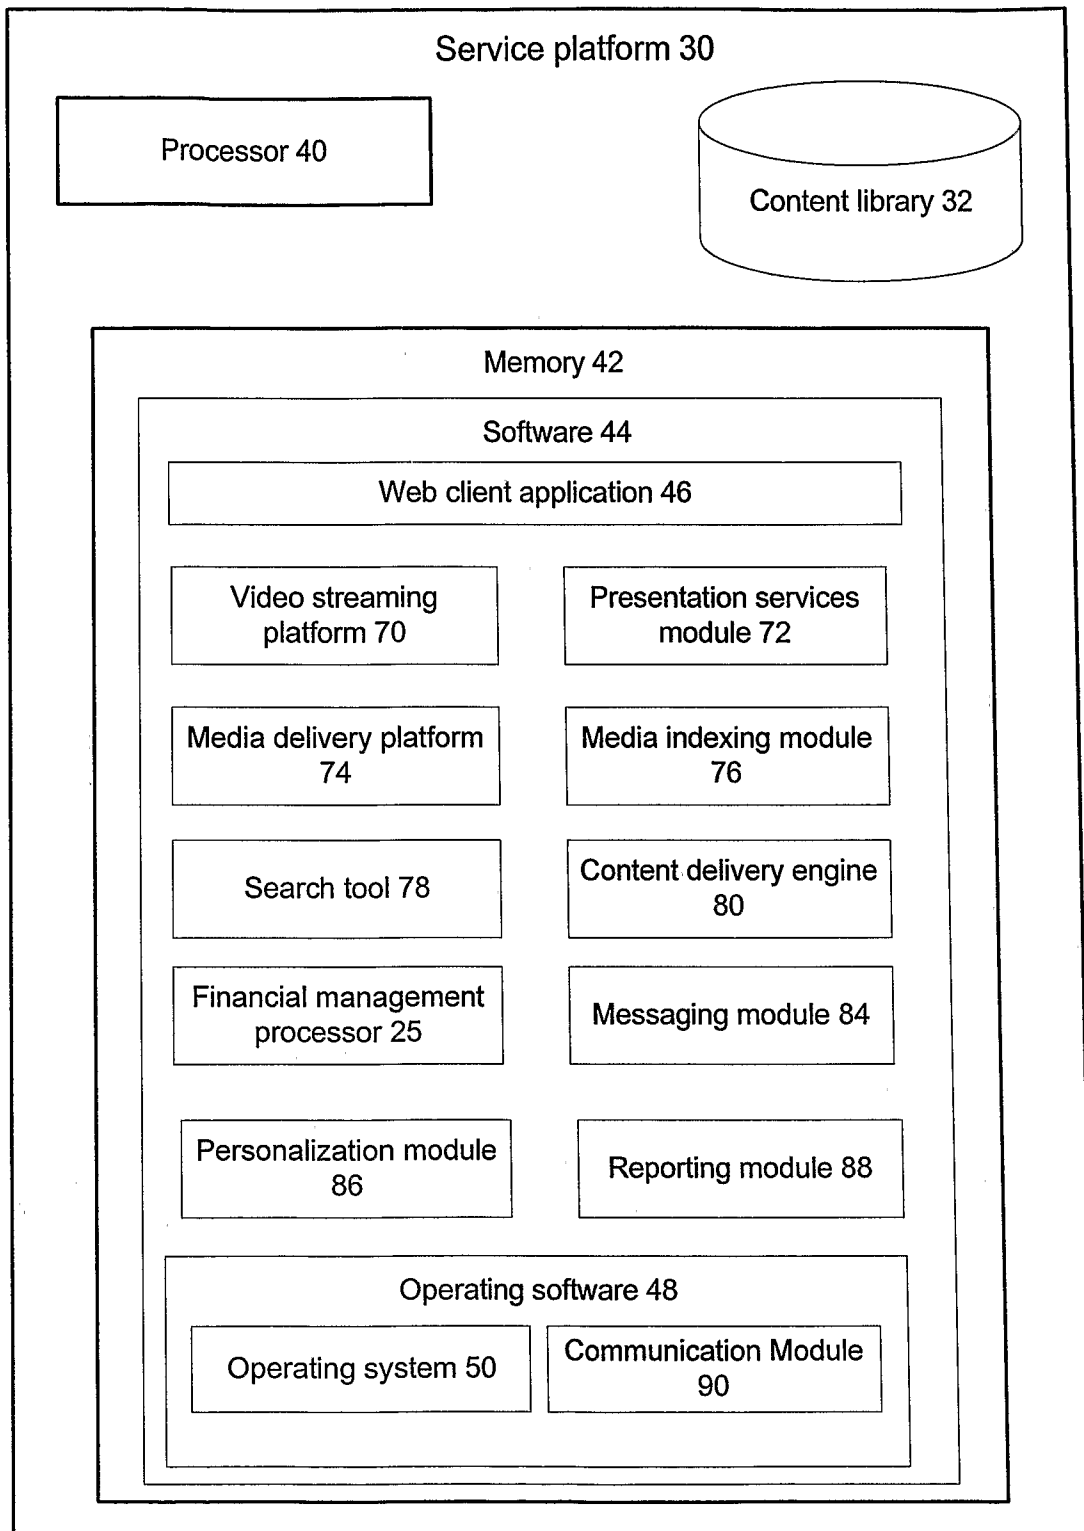 Service platform 30
Processor 40
Content library 32
Memory 42
Software 44
Web client application 46
Video streaming
platform 70
Presentation services
module 72
Media delivery platform
74
Media indexing module
76
Search tool 78
Content delivery engine
80
Financial management
processor 25
Messaging module 84
Personalization module
86
Reporting module 88
Operating software 48
Operating system 50
Communication Module
90